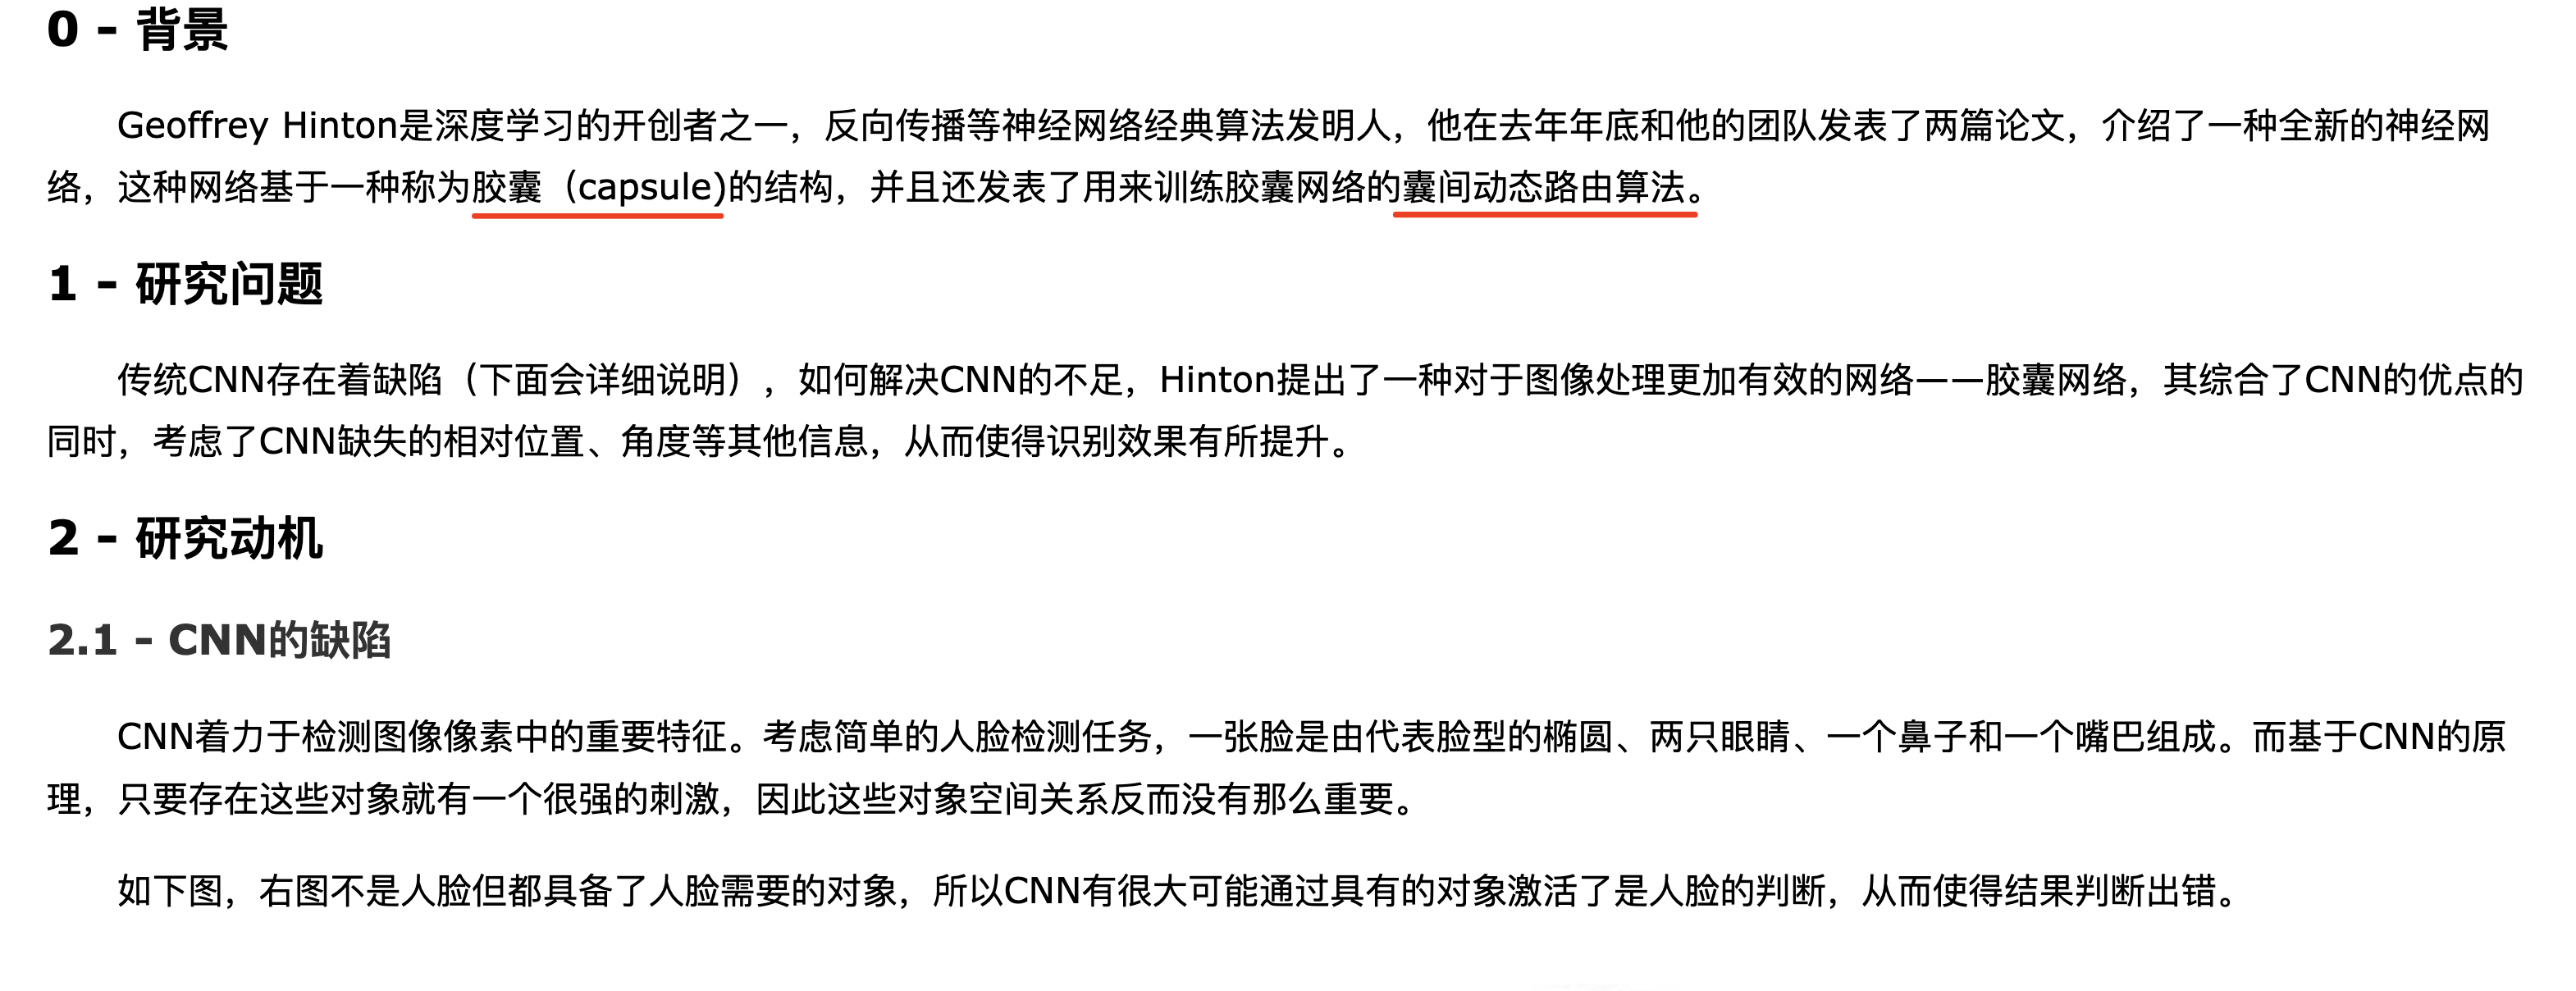 0 - 背景
Geoffrey Hinton是深度学习的开创者之一，反向传播等神经网络经典算法发明人，他在去年年底和他的团队发表了两篇论文，介绍了一种全新的神经网
络，这种网络基于一种称为胶囊（capsule)的结构，并且还发表了用来训练胶囊网络的囊间动态路由算法。
1 - 研究问题
传统CNN存在着缺陷（下面会详细说明），如何解决CNN的不足，Hinton提出了一种对于图像处理更加有效的网络——胶囊网络，其综合了CNN的优点的
同时，考虑了CNN缺失的相对位置、角度等其他信息，从而使得识别效果有所提升。
2 - 研究动机
2.1 - CNN的缺陷
CNN着力于检测图像像素中的重要特征。考虑简单的人脸检测任务，一张脸是由代表脸型的椭圆、两只眼睛、一个鼻子和一个嘴巴组成。而基于CNN的原
理，只要存在这些对象就有一个很强的刺激，因此这些对象空间关系反而没有那么重要。
如下图，右图不是人脸但都具备了人脸需要的对象，所以CNN有很大可能通过具有的对象激活了是人脸的判断，从而使得结果判断出错。